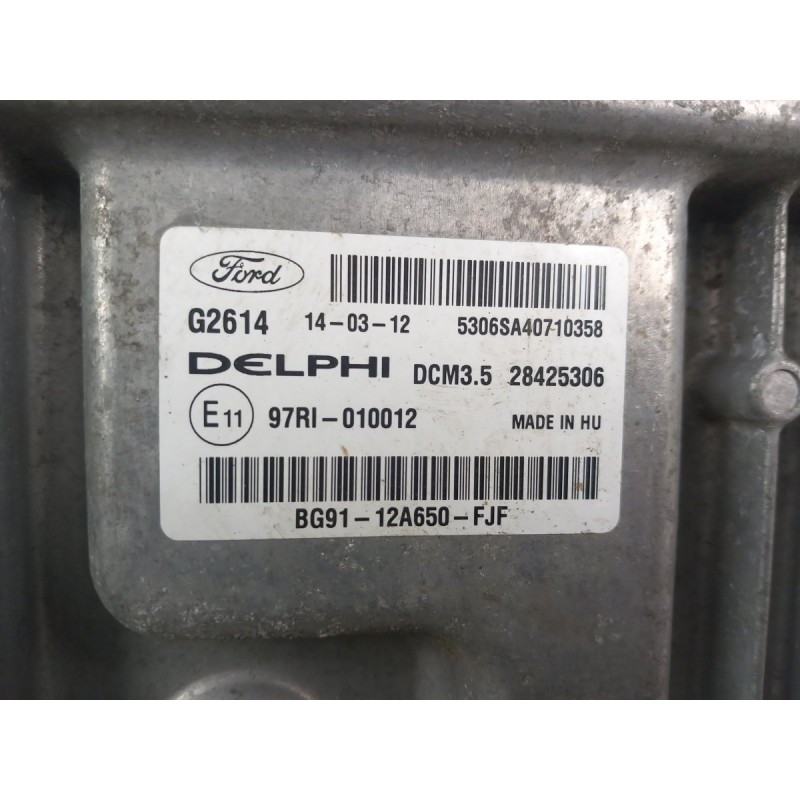 Ford
G2614 14-03-12 5306SA40710358
DELPHI DCM3.5 28425306
E11 97RI-010012 MADE IN HU
BG91-12A650-FJF